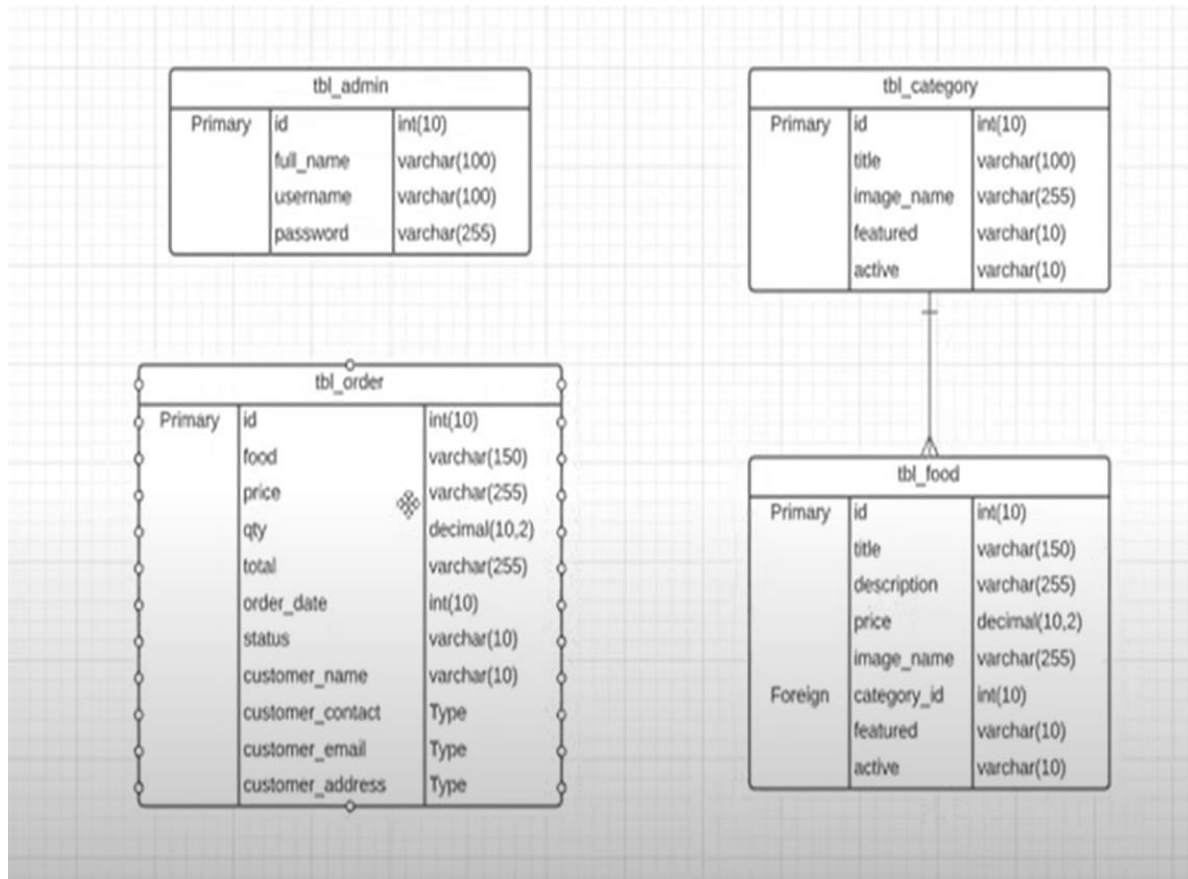 tbl_admin
Primary id int(10)
full_name varchar(100)
username varchar(100)
password varchar(255)
tbl_category
Primary id int(10)
title varchar(100)
image_name varchar(255)
featured varchar(10)
active varchar(10)
tbl_order
Primary id int(10)
food varchar(150)
price varchar(255)
qty decimal(10,2)
total varchar(255)
order_date int(10)
status varchar(10)
customer_name varchar(10)
customer_contact Type
customer_email Type
customer_address Type
tbl_food
Primary id int(10)
title varchar(150)
description varchar(255)
price decimal(10,2)
image_name varchar(255)
Foreign category_id int(10)
featured varchar(10)
active varchar(10)